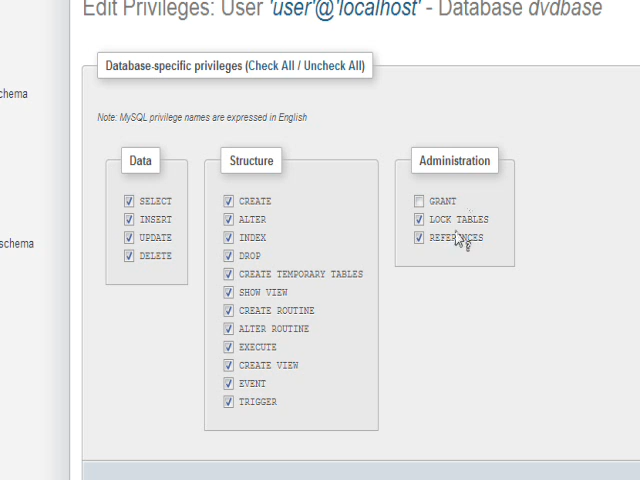 Edit Privileges: User 'user'@'localhost' - Database dvdbase
Database-specific privileges (Check All / Uncheck All)
chema
Note: MySQL privilege names are expressed in English
Data
SELECT
INSERT
UPDATE
DELETE
Structure
CREATE
ALTER
INDEX
DROP
CREATE TEMPORARY TABLES
SHOW VIEW
CREATE ROUTINE
ALTER ROUTINE
EXECUTE
CREATE VIEW
EVENT
TRIGGER
Administration
GRANT
LOCK TABLES
REFERENCES
schema